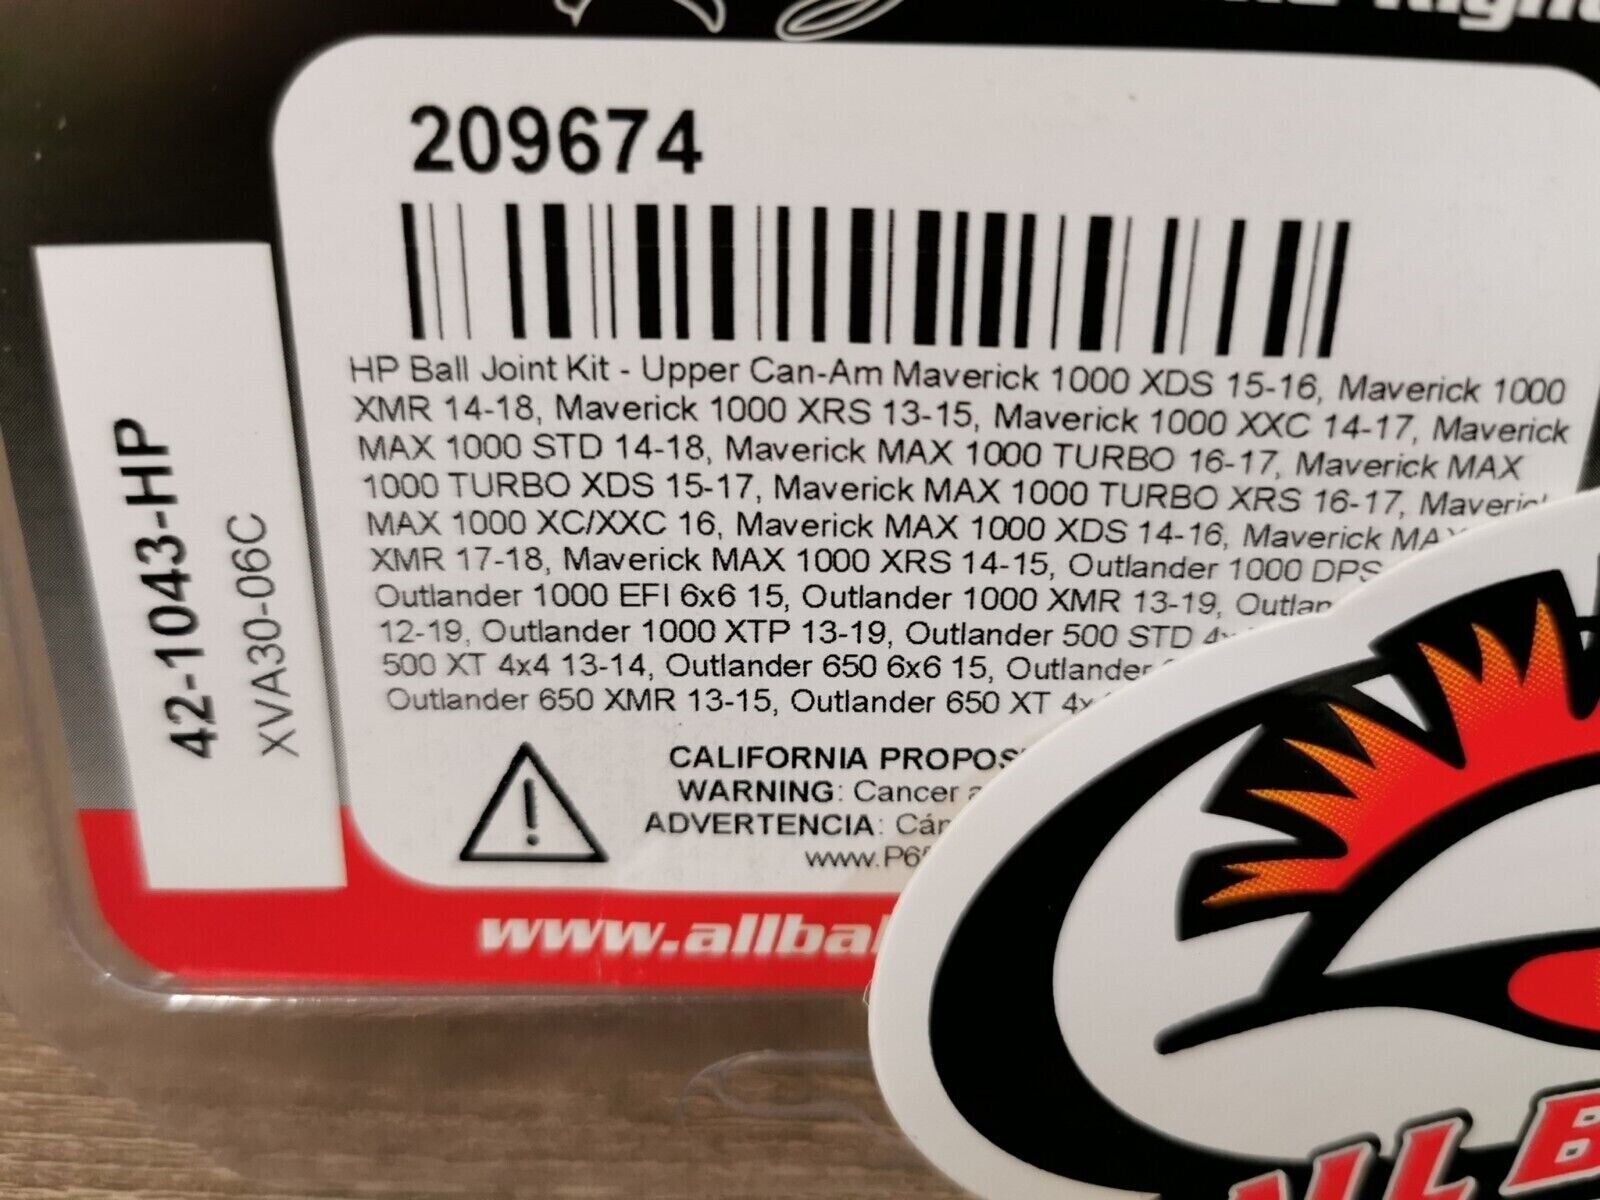 209674
HP Ball Joint Kit - Upper Can-Am Maverick 1000 XDS 15-16, Maverick 1000
XMR 14-18, Maverick 1000 XRS 13-15, Maverick 1000 XXC 14-17, Maverick
MAX 1000 STD 14-18, Maverick MAX 1000 TURBO 16-17, Maverick MAX
1000 TURBO XDS 15-17, Maverick MAX 1000 TURBO XRS 16-17,
MAX 1000 XC/XXC 16, Maverick MAX 1000 XDS 14-16, Maverick
XMR 17-18, Maverick MAX 1000 XRS 14-15, Outlander 1000 DPS
Outlander 1000 EFI 6x6 15, Outlander 1000 XMR 13-19,
12-19, Outlander 1000 XTP 13-19, Outlander 500 STD
500 XT 4x4 13-14, Outlander 650 6x6 15, Outlander
Outlander 650 XMR 13-15, Outlander 650 XT
CALIFORNIA
WARNING: Cancer
ADVERTENCIA:
42-1043-HP
XVA30-06C
ALL